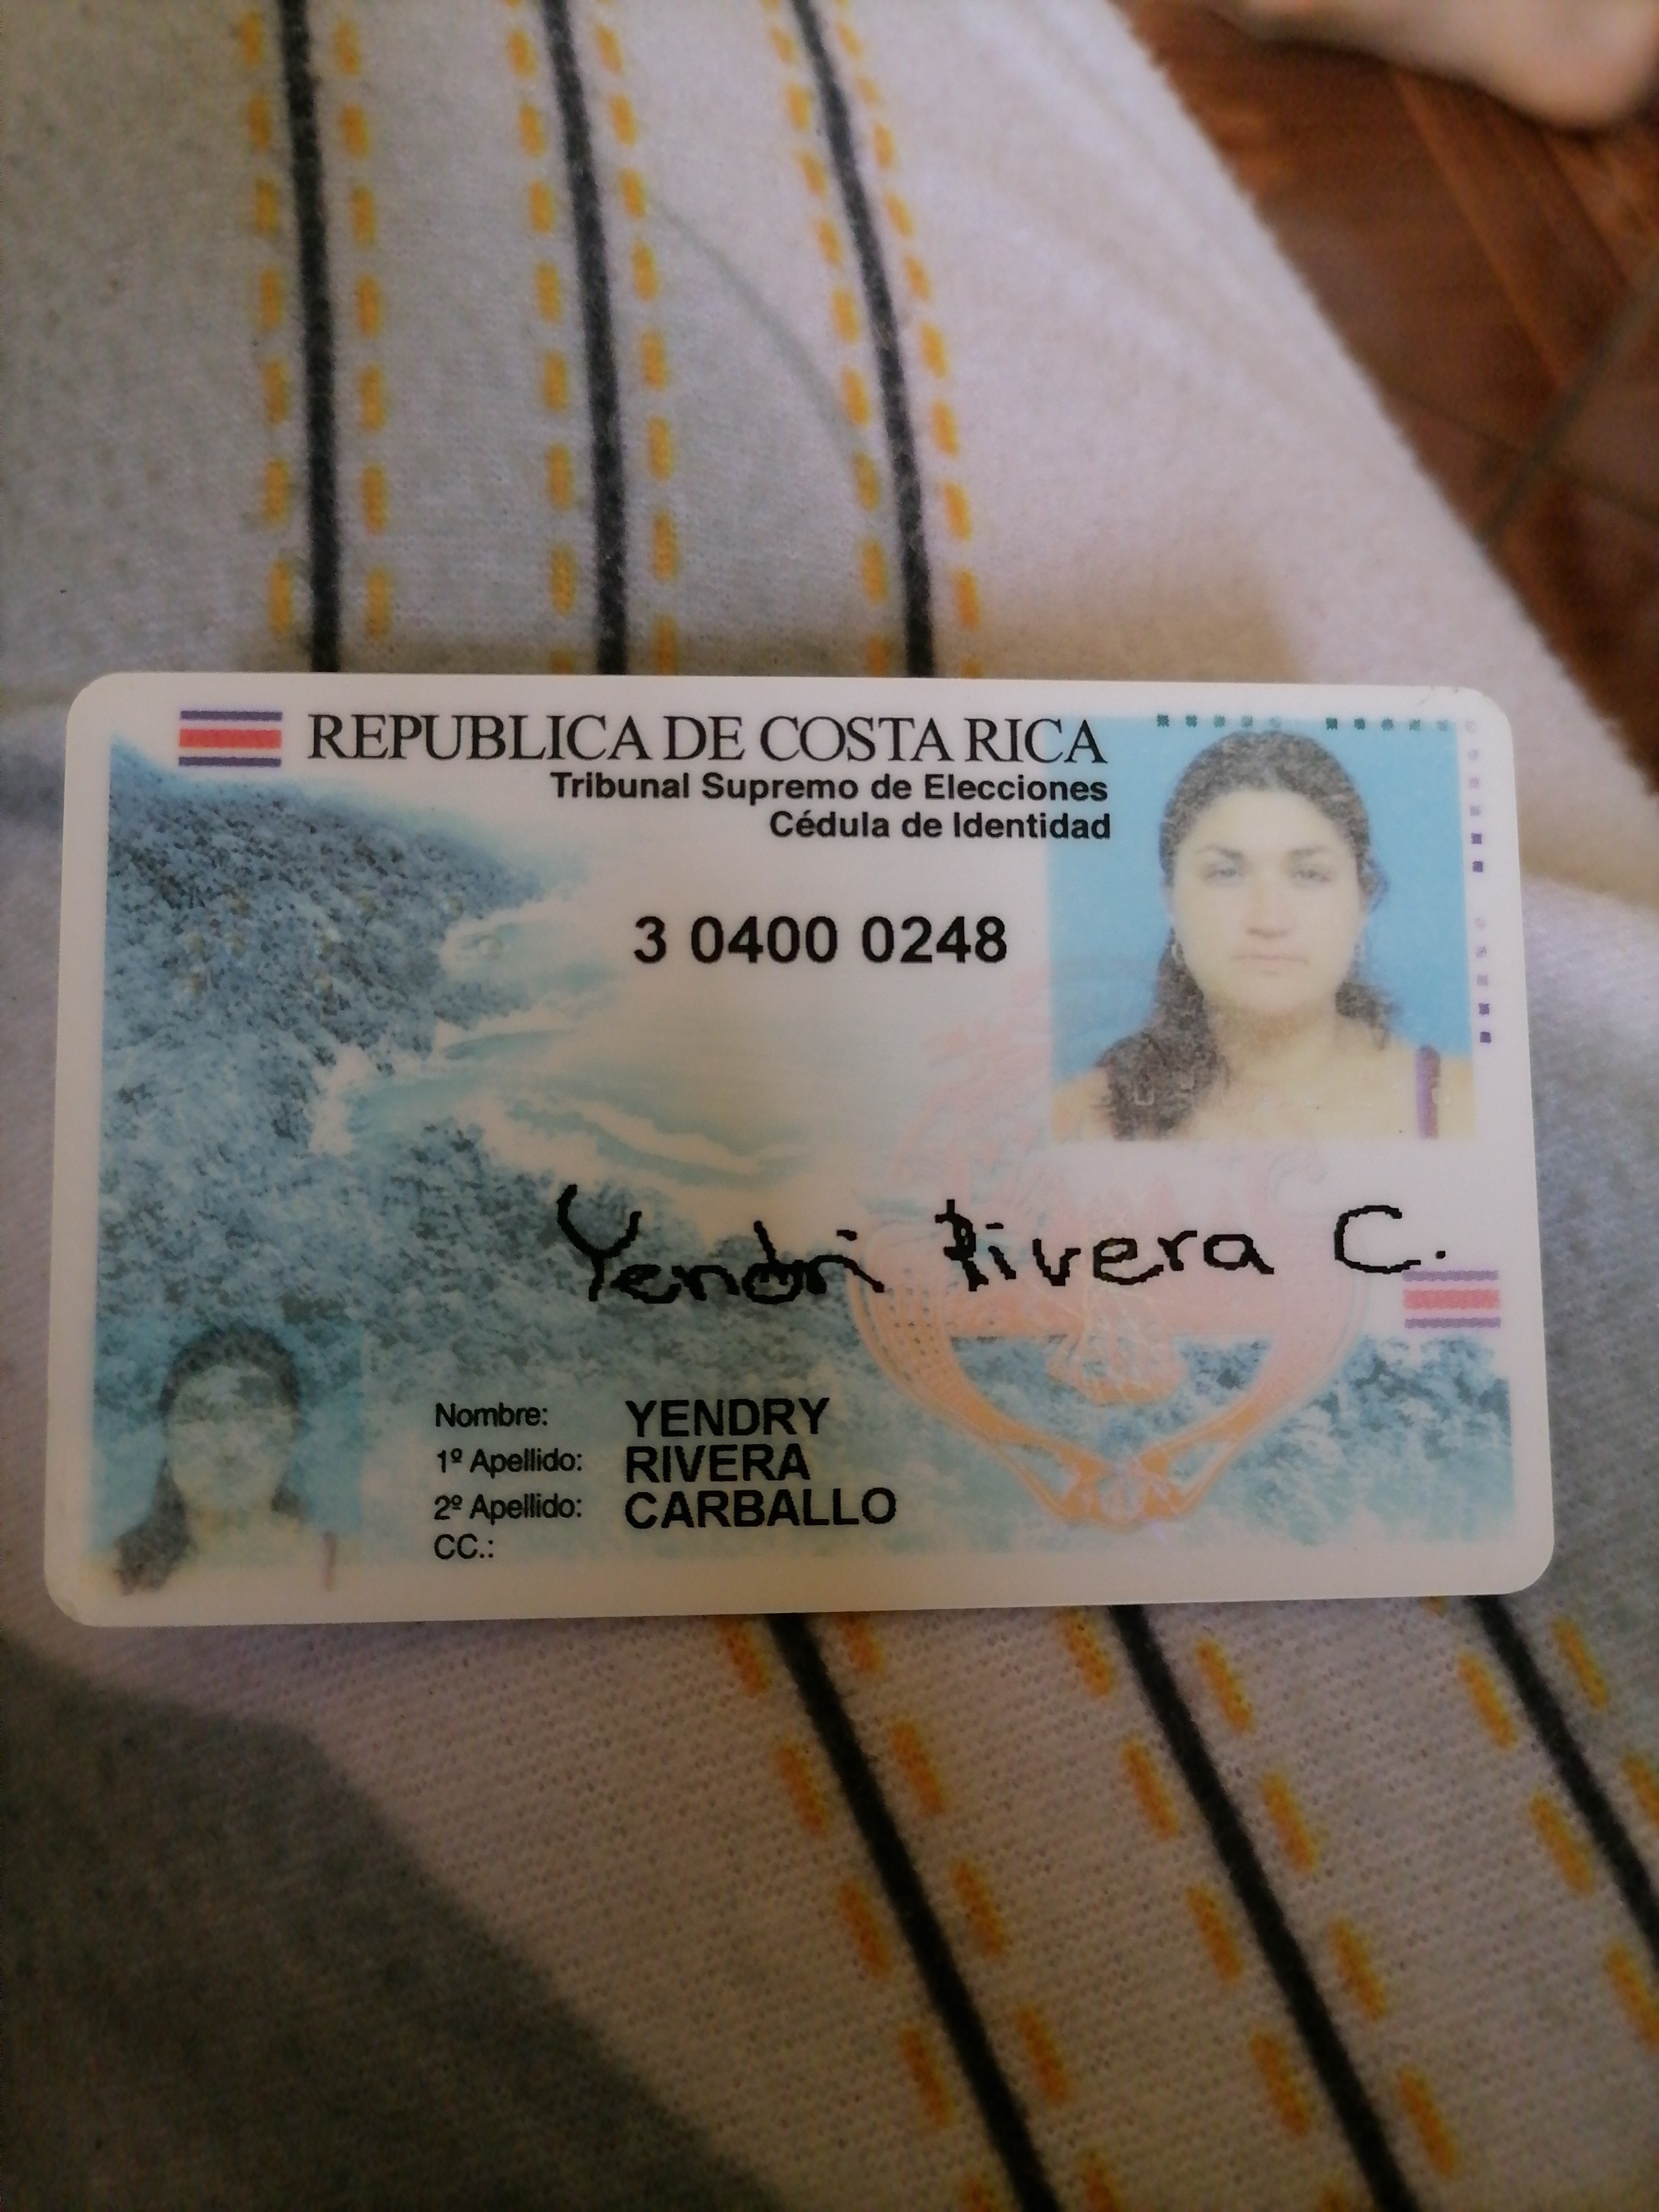 REPUBLICA DE COSTA RICA
Tribunal Supremo de Elecciones
Cédula de Identidad
3 0400 0248
Yendri Rivera C.
Nombre: YENDRY
1º Apellido: RIVERA
2º Apellido: CARBALLO
CC.: